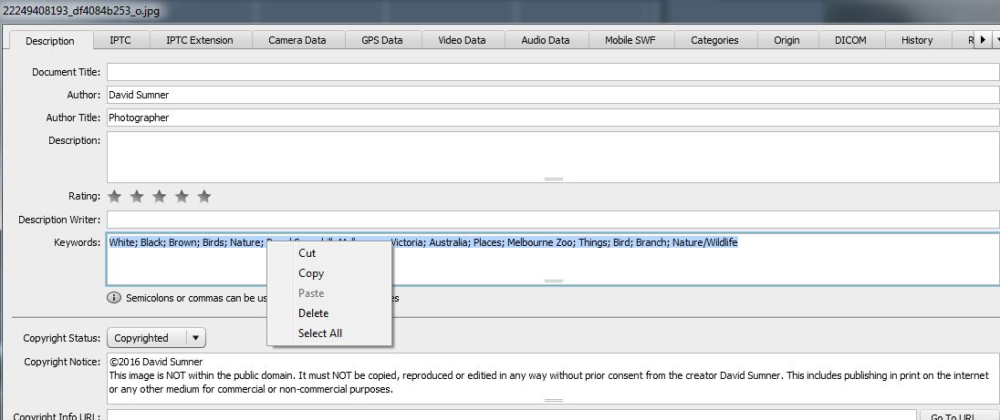 22249408193_df4084b253_o.jpg
Description IPTC IPTC Extension Camera Data GPS Data Video Data Audio Data Mobile SWF Categories Origin DICOM History
Document Title:
Author: David Sumner
Author Title: Photographer
Description:
Rating:
Description Writer:
Keywords: White; Black; Brown; Birds; Nature; Victoria; Australia; Places; Melbourne Zoo; Things; Bird; Branch; Nature/Wildlife
Cut
Copy
Paste
Semicolons or commas can be
Delete
Select All
Copyright Status: Copyrighted
Copyright Notice: ©2016 David Sumner
This image is NOT within the public domain. It must NOT be copied, reproduced or editied in any way without prior consent from the creator David Sumner. This includes publishing in print on the internet
or any other medium for commercial or non-commercial purposes.
Copyright Info URL: Go To URL